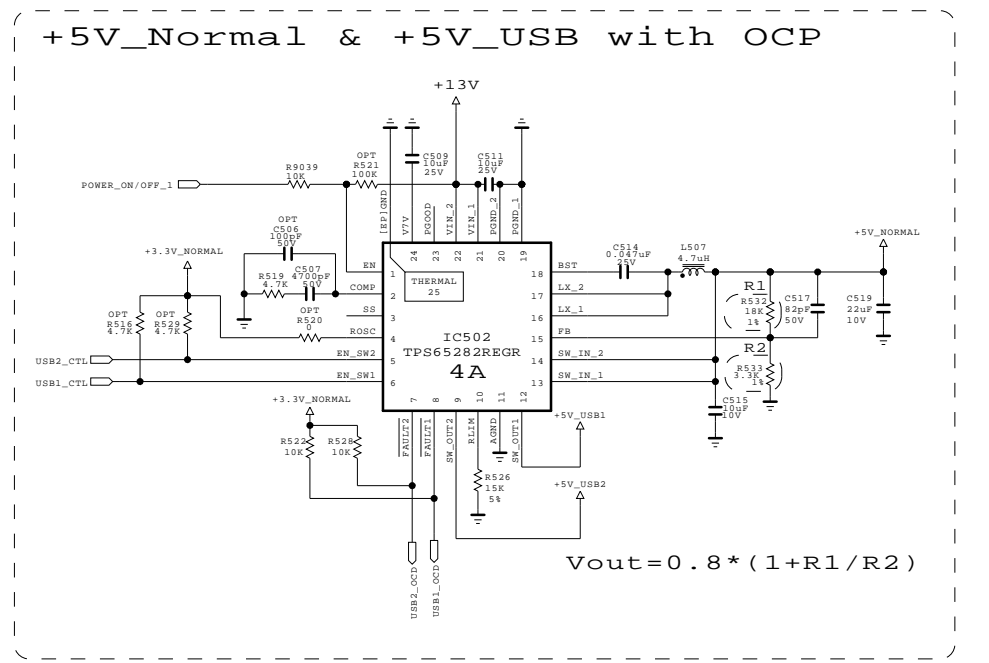 +5V_Normal & +5V_USB with OCP
+13V
POWER_ON/OFF_1
R9039
10K
OPT
R521
100K
C509
10uF
25V
C511
10uF
25V
[EP]GND
V7V
PGOOD
VIN_2
VIN_1
PGND_2
PGND_1
24
23
22
21
20
19
OPT
C506
100pF
50V
R519
4.7K
C507
4700pF
50V
OPT
R520
0
+3.3V_NORMAL
OPT
R516
4.7K
OPT
R529
4.7K
USB2_CTL
USB1_CTL
EN
COMP
SS
ROSC
EN_SW2
EN_SW1
1
2
3
4
5
6
THERMAL
25
IC502
TPS65282REGR
4A
18
17
16
15
14
13
BST
LX_2
LX_1
FB
SW_IN_2
SW_IN_1
C514
0.047uF
25V
L507
4.7uH
+5V_NORMAL
R1
R532
18K
1%
C517
82pF
50V
C519
22uF
10V
R2
R533
3.3K
1%
C515
10uF
10V
7
8
9
10
11
12
FAULT2
FAULT1
SW_OUT2
RLIM
AGND
SW_OUT1
+3.3V_NORMAL
R522
10K
R528
10K
R526
15K
5%
+5V_USB1
+5V_USB2
USB2_OCD
USB1_OCD
Vout=0.8*(1+R1/R2)